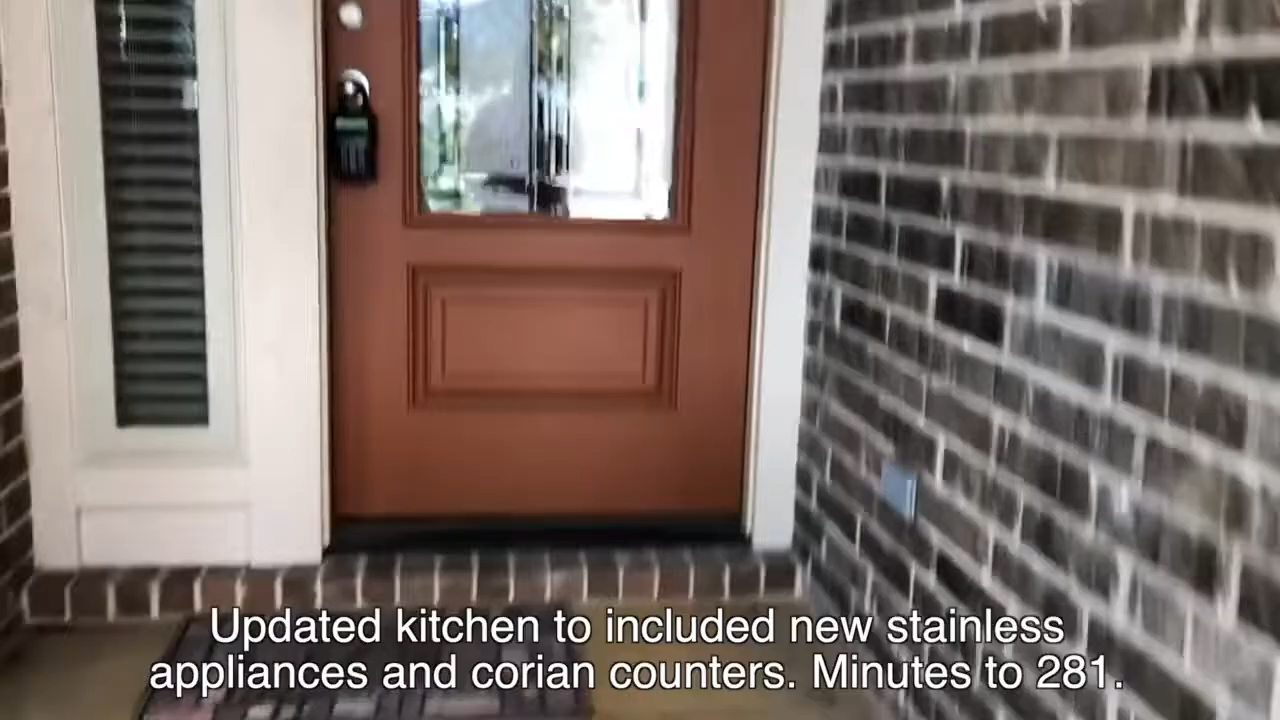 Updated kitchen to included new stainless
appliances and corian counters. Minutes to 281.